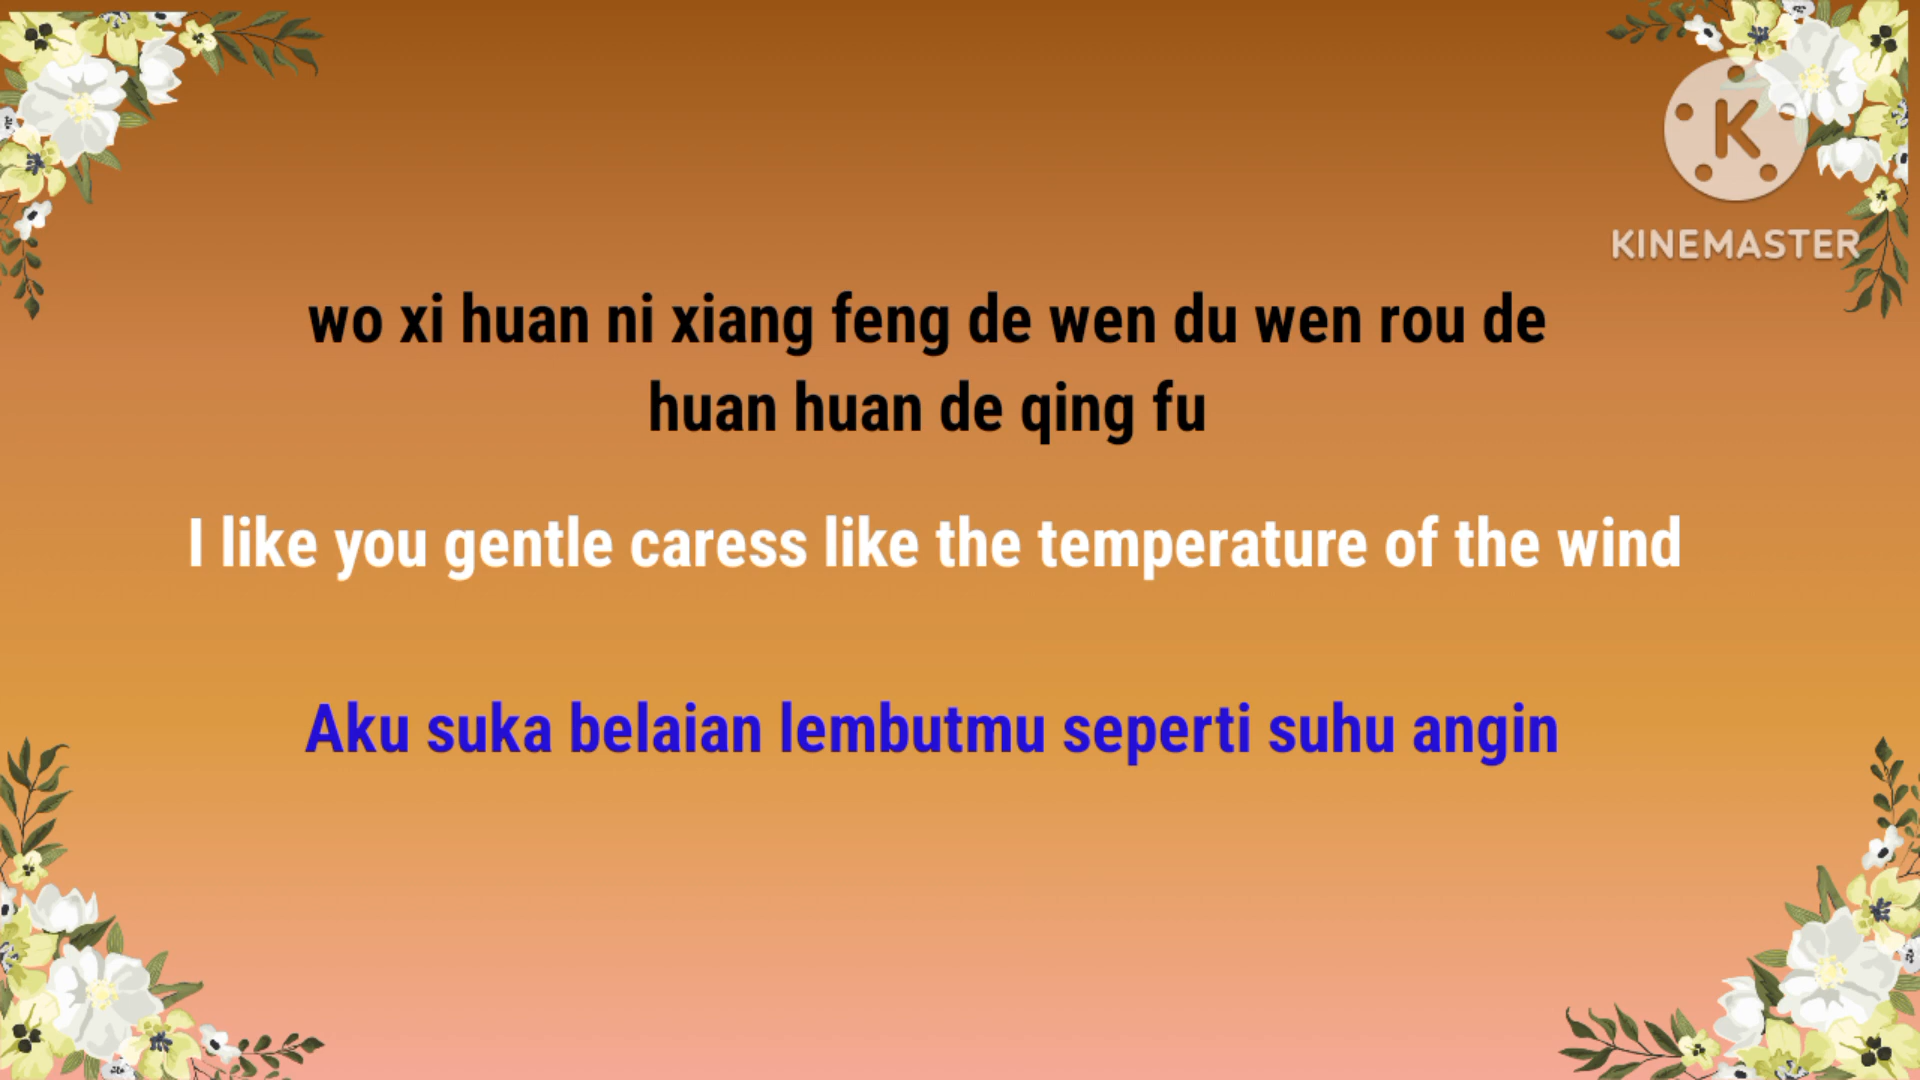 KINEMASTER
wo xi huan ni xiang feng de wen du wen rou de
huan huan de qing fu
I like you gentle caress like the temperature of the wind
Aku suka belaian lembutmu seperti suhu angin